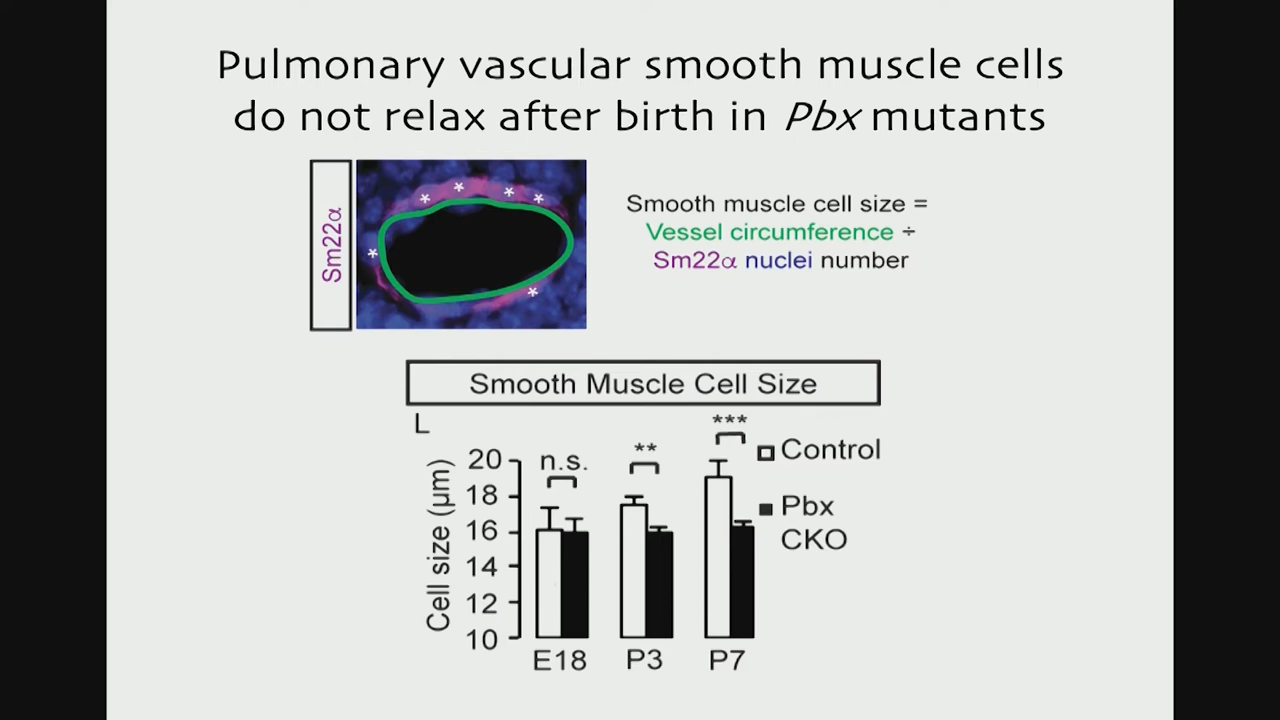 Pulmonary vascular smooth muscle cells
do not relax after birth in Pbx mutants
Sm22α
* * * *
*
*
Smooth muscle cell size =
Vessel circumference ÷
Sm22α nuclei number
Smooth Muscle Cell Size
L
Cell size (µm)
20
18
16
14
12
10
n.s.
**
***
Control
Pbx
CKO
E18 P3 P7